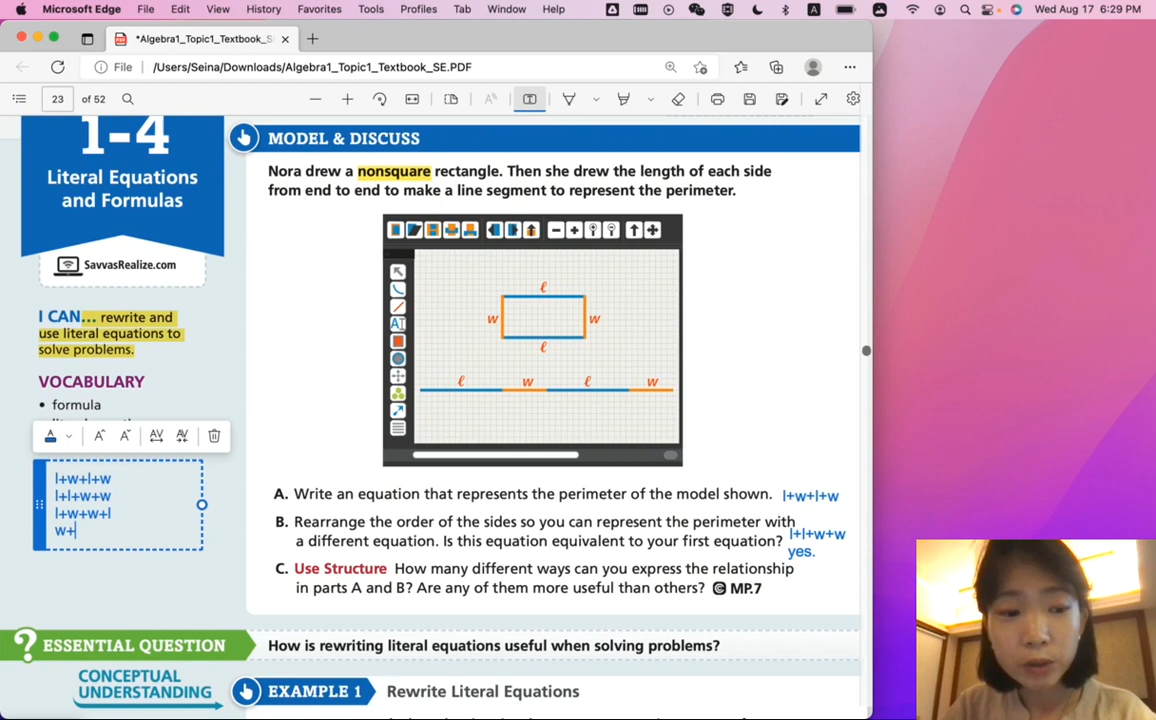 Microsoft Edge File Edit View History Favorites Tools Profiles Tab Window Help A Wed Aug 17 6:29 PM
*Algebra1_Topic1_Textbook_S
File /Users/Seina/Downloads/Algebra1_Topic1_Textbook_SE.PDF
23 of 52
1-4
Literal Equations
and Formulas
SavvasRealize.com
I CAN... rewrite and
use literal equations to
solve problems.
VOCABULARY
• formula
l+w+l+w
l+l+w+w
l+w+w+l
w+
MODEL & DISCUSS
Nora drew a nonsquare rectangle. Then she drew the length of each side
from end to end to make a line segment to represent the perimeter.
ℓ
w w
ℓ
ℓ w ℓ w
A. Write an equation that represents the perimeter of the model shown. l+w+l+w
B. Rearrange the order of the sides so you can represent the perimeter with
a different equation. Is this equation equivalent to your first equation? l+l+w+w
yes.
C. Use Structure How many different ways can you express the relationship
in parts A and B? Are any of them more useful than others? MP.7
? ESSENTIAL QUESTION How is rewriting literal equations useful when solving problems?
CONCEPTUAL
UNDERSTANDING
EXAMPLE 1 Rewrite Literal Equations